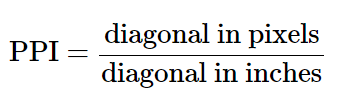 PPI = diagonal in pixels / diagonal in inches